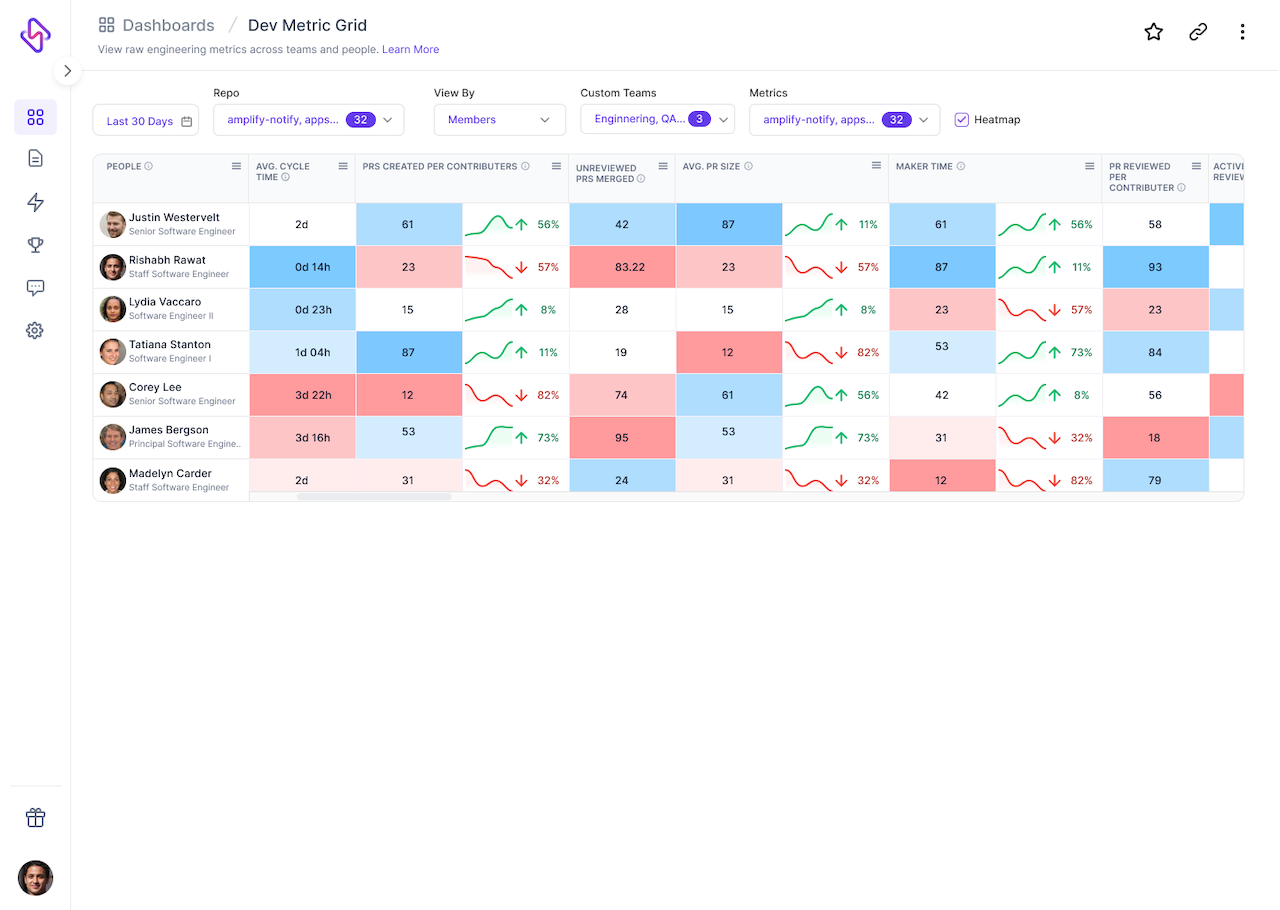 Dashboards / Dev Metric Grid
View raw engineering metrics across teams and people. Learn More
Repo
View By
Custom Teams
Metrics
Last 30 Days
amplify-notify, apps... 32
Members
Enginnering, QA... 3
amplify-notify, apps... 32
Heatmap
PEOPLE
AVG. CYCLE
TIME
PRS CREATED PER CONTRIBUTERS
UNREVIEWED
PRS MERGED
AVG. PR SIZE
MAKER TIME
PR REVIEWED
PER
CONTRIBUTER
ACTIVE
REVIEW
Justin Westervelt
Senior Software Engineer
2d 61 56% 42 87 11% 61 56% 58
Rishabh Rawat
Staff Software Engineer
0d 14h 23 57% 83.22 23 57% 87 11% 93
Lydia Vaccaro
Software Engineer II
0d 23h 15 8% 28 15 8% 23 57% 23
Tatiana Stanton
Software Engineer I
1d 04h 87 11% 19 12 82% 53 73% 84
Corey Lee
Senior Software Engineer
3d 22h 12 82% 74 61 56% 42 8% 56
James Bergson
Principal Software Engine..
3d 16h 53 73% 95 53 73% 31 32% 18
Madelyn Carder
Staff Software Engineer
2d 31 32% 24 31 32% 12 82% 79